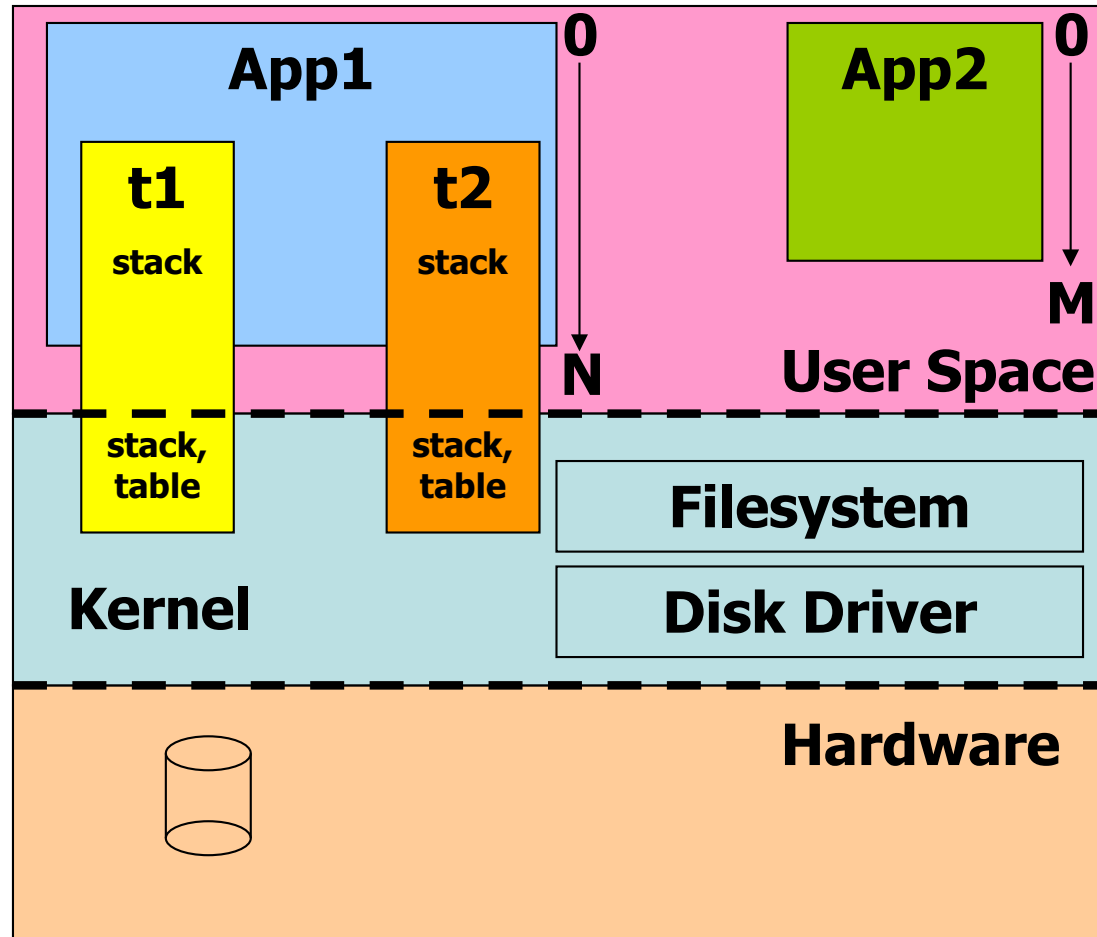 App1
0
App2
0
t1
stack
t2
stack
M
N
User Space
stack,
table
stack,
table
Filesystem
Kernel
Disk Driver
Hardware